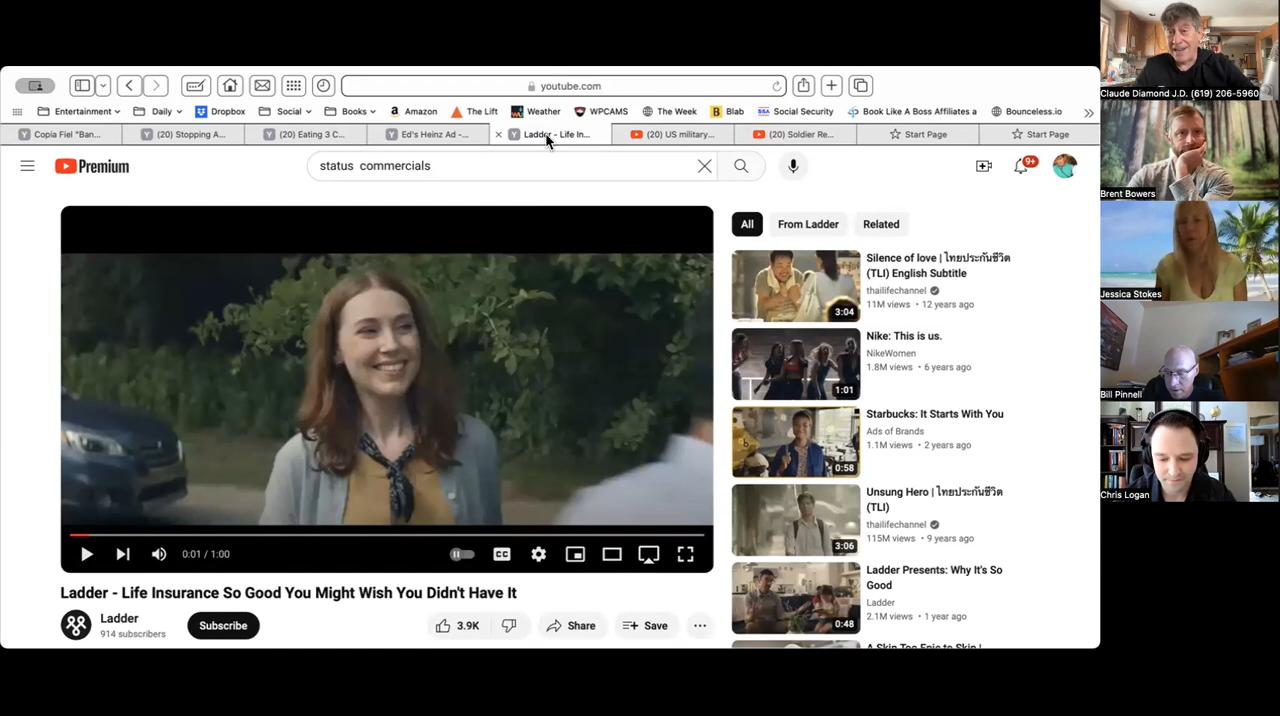 youtube.com
Entertainment
Daily
Dropbox
Social
Books
Amazon
The Lift
Weather
WPCAMS
The Week
B Blab
SSA Social Security
Book Like A Boss Affiliates a
Bounceless.io
Y Copia Fiel "Ban...
Y (20) Stopping A...
Y (20) Eating 3 C...
Y Ed's Heinz Ad -...
Y Ladder - Life In...
(20) US military...
(20) Soldier Re...
Start Page
Start Page
Premium
status commercials
9+
All
From Ladder
Related
Silence of love | ไทยประกันชีวิต
(TLI) English Subtitle
thailifechannel
11M views • 12 years ago
3:04
Nike: This is us.
NikeWomen
1.8M views • 6 years ago
1:01
Starbucks: It Starts With You
Ads of Brands
1.1M views • 2 years ago
0:58
Unsung Hero | ไทยประกันชีวิต
(TLI)
thailifechannel
115M views • 9 years ago
3:06
Ladder Presents: Why It's So
Good
Ladder
2.1M views • 1 year ago
0:48
0:01 / 1:00
CC
Ladder - Life Insurance So Good You Might Wish You Didn't Have It
Ladder
914 subscribers
Subscribe
3.9K
Share
Save
Claude Diamond J.D. (619) 206-5960
Brent Bowers
Jessica Stokes
Bill Pinnell
Chris Logan